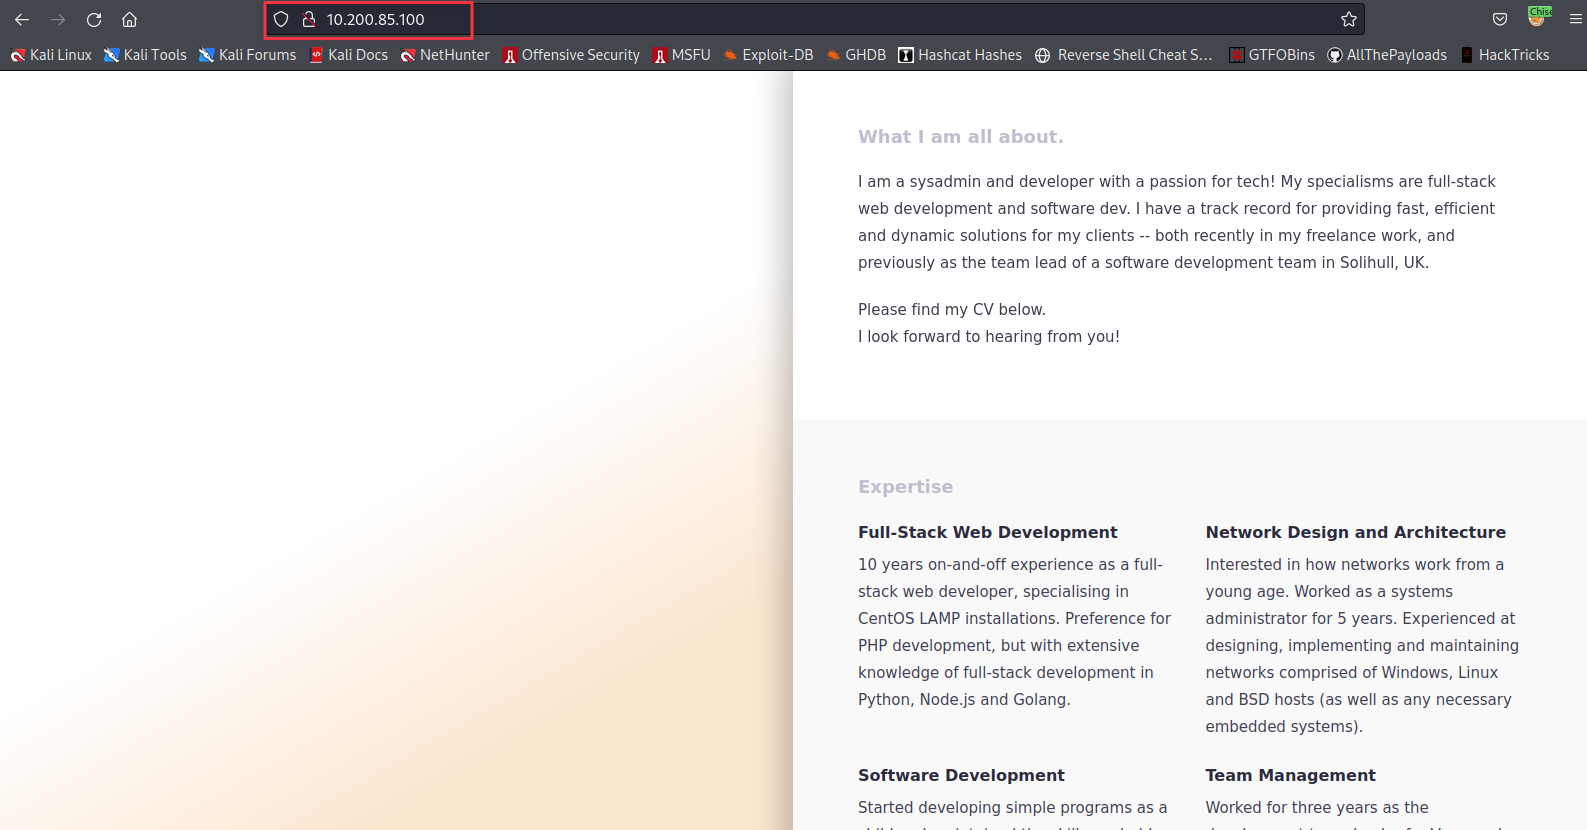 10.200.85.100
Chise
Kali Linux Kali Tools Kali Forums Kali Docs NetHunter Offensive Security MSFU Exploit-DB GHDB Hashcat Hashes Reverse Shell Cheat S... GTFOBins AllThePayloads HackTricks
What I am all about.
I am a sysadmin and developer with a passion for tech! My specialisms are full-stack
web development and software dev. I have a track record for providing fast, efficient
and dynamic solutions for my clients -- both recently in my freelance work, and
previously as the team lead of a software development team in Solihull, UK.
Please find my CV below.
I look forward to hearing from you!
Expertise
Full-Stack Web Development
10 years on-and-off experience as a full-
stack web developer, specialising in
CentOS LAMP installations. Preference for
PHP development, but with extensive
knowledge of full-stack development in
Python, Node.js and Golang.
Network Design and Architecture
Interested in how networks work from a
young age. Worked as a systems
administrator for 5 years. Experienced at
designing, implementing and maintaining
networks comprised of Windows, Linux
and BSD hosts (as well as any necessary
embedded systems).
Software Development
Started developing simple programs as a
Team Management
Worked for three years as the